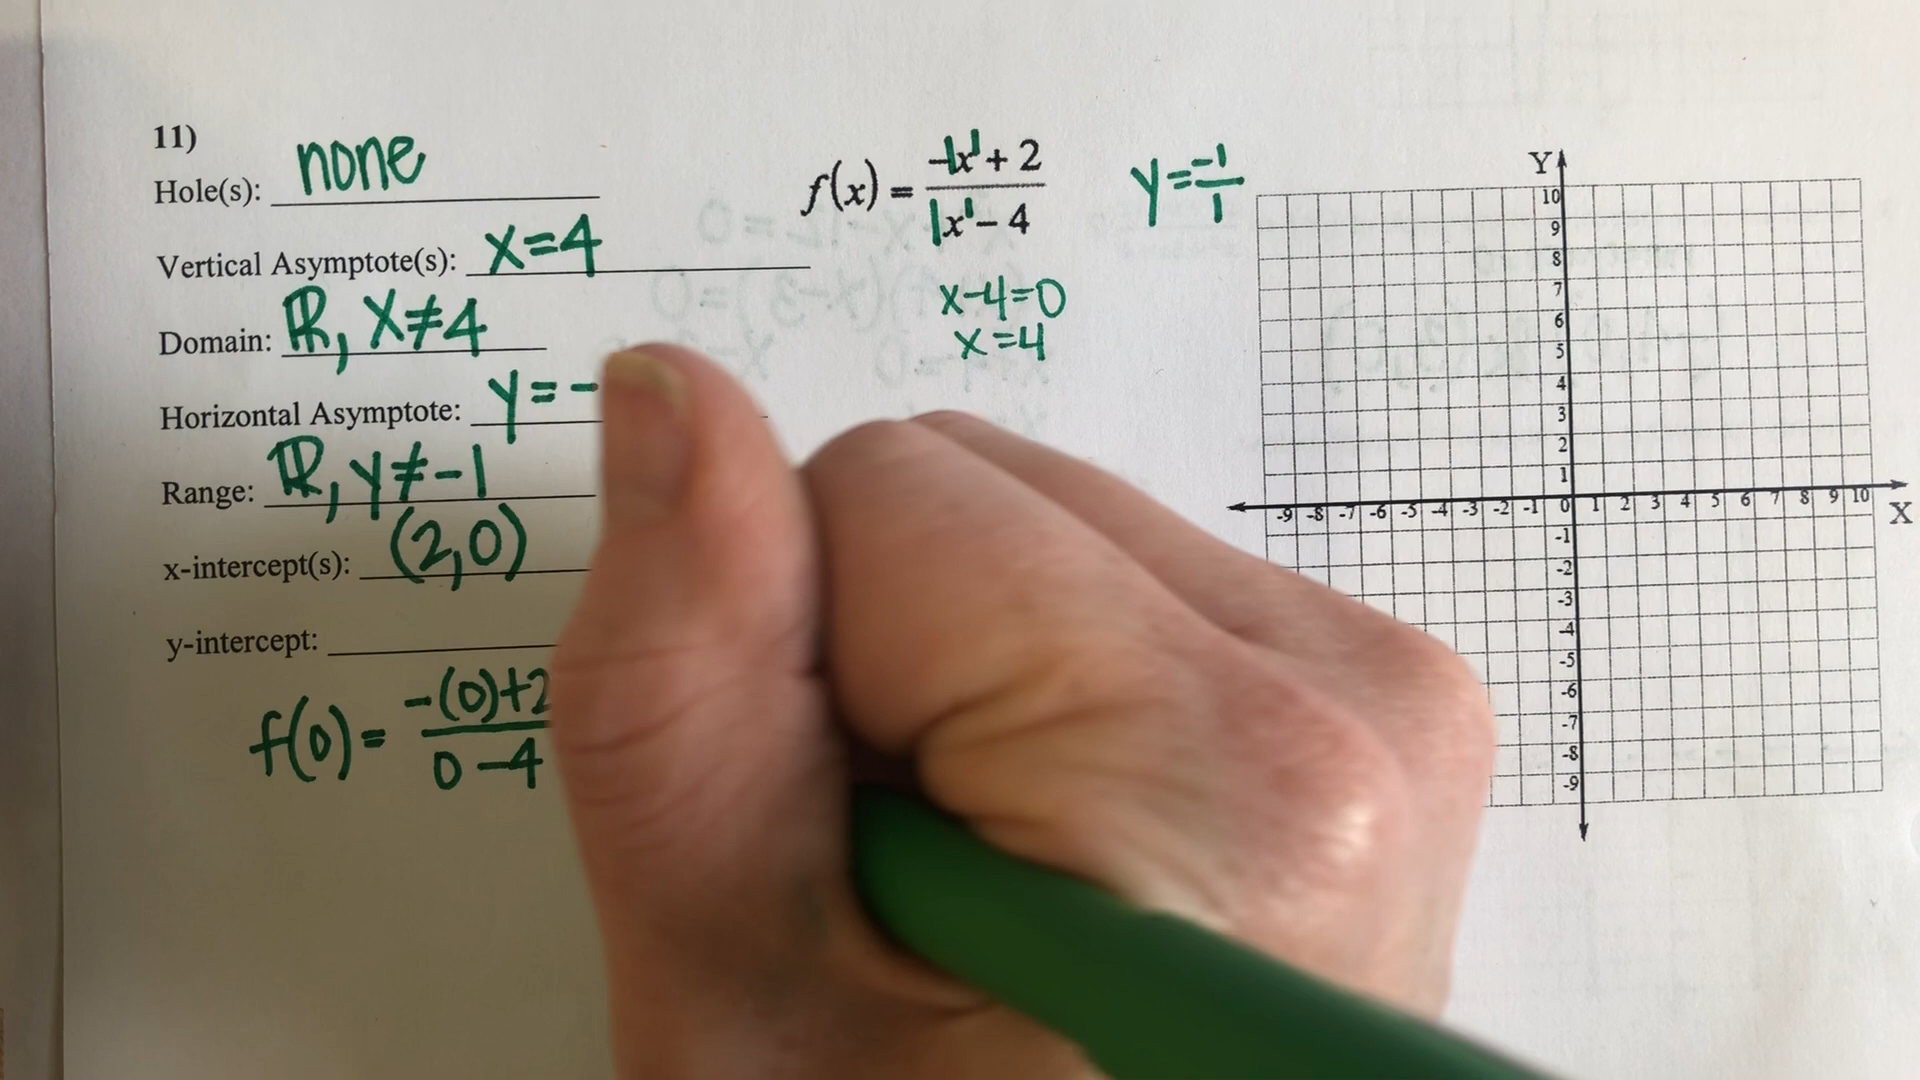 11)
Hole(s): none
f(x) = -1x¹ + 2 / 1x¹ - 4
y = -1/1
Vertical Asymptote(s): x=4
x-4=0
x=4
Domain: ℝ, x≠4
Horizontal Asymptote: y=-
Range: ℝ, y≠-1
x-intercept(s): (2,0)
y-intercept:
f(0) = -(0)+2 / 0-4
Y
10
9
8
7
6
5
4
3
2
1
-9 -8 -7 -6 -5 -4 -3 -2 -1 0 1 2 3 4 5 6 7 8 9 10
X
-1
-2
-3
-4
-5
-6
-7
-8
-9